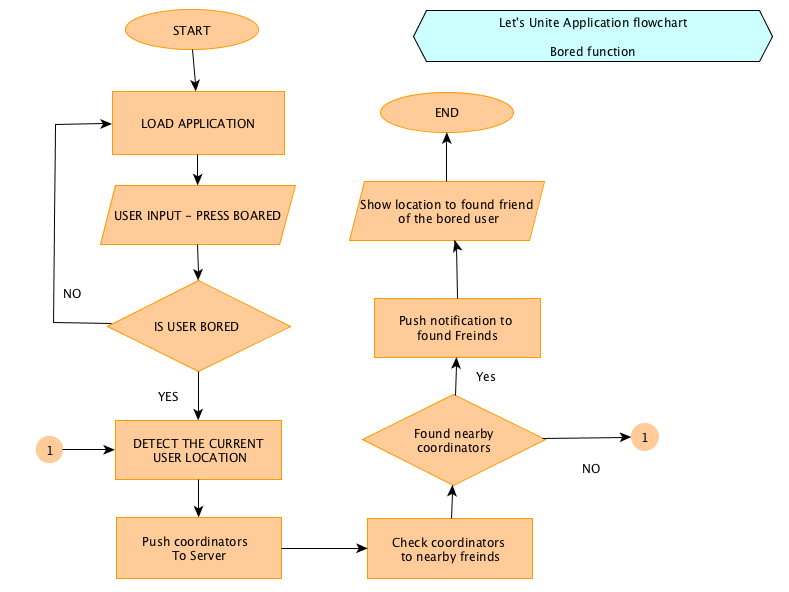 Let's Unite Application flowchart
Bored function
START
LOAD APPLICATION
USER INPUT - PRESS BOARED
IS USER BORED
NO
YES
1
DETECT THE CURRENT
USER LOCATION
Push coordinators
To Server
Check coordinators
to nearby freinds
Found nearby
coordinators
NO
1
Yes
Push notification to
found Freinds
Show location to found friend
of the bored user
END